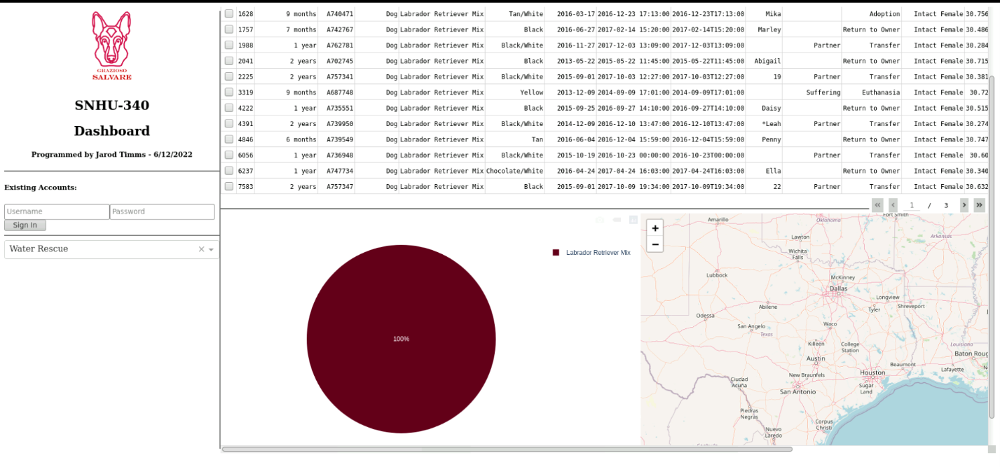 GRAZIOSO
SALVARE
SNHU-340
Dashboard
Programmed by Jarod Timms - 6/12/2022
Existing Accounts:
Username Password
Sign In
Water Rescue
1628 9 months A740471 Dog Labrador Retriever Mix Tan/White 2016-03-17 2016-12-23 17:13:00 2016-12-23T17:13:00 Mika Adoption Intact Female 30.756
1757 7 months A742767 Dog Labrador Retriever Mix Black 2016-06-27 2017-02-14 15:20:00 2017-02-14T15:20:00 Marley Return to Owner Intact Female 30.486
1988 1 year A762781 Dog Labrador Retriever Mix Black/White 2016-11-27 2017-12-03 13:09:00 2017-12-03T13:09:00 Partner Transfer Intact Female 30.284
2041 2 years A702745 Dog Labrador Retriever Mix Black 2013-05-22 2015-05-22 11:45:00 2015-05-22T11:45:00 Abigail Return to Owner Intact Female 30.715
2225 2 years A757341 Dog Labrador Retriever Mix Black/White 2015-09-01 2017-10-03 12:27:00 2017-10-03T12:27:00 19 Partner Transfer Intact Female 30.381
3319 9 months A687748 Dog Labrador Retriever Mix Yellow 2013-12-09 2014-09-09 17:01:00 2014-09-09T17:01:00 Suffering Euthanasia Intact Female 30.72
4222 1 year A735551 Dog Labrador Retriever Mix Black 2015-09-25 2016-09-27 14:10:00 2016-09-27T14:10:00 Daisy Return to Owner Intact Female 30.515
4391 2 years A739950 Dog Labrador Retriever Mix Black/White 2014-12-09 2016-12-10 13:47:00 2016-12-10T13:47:00 *Leah Partner Transfer Intact Female 30.274
4846 6 months A739549 Dog Labrador Retriever Mix Tan 2016-06-04 2016-12-04 15:59:00 2016-12-04T15:59:00 Penny Return to Owner Intact Female 30.747
6056 1 year A736948 Dog Labrador Retriever Mix Black/White 2015-10-19 2016-10-23 00:00:00 2016-10-23T00:00:00 Partner Transfer Intact Female 30.60
6237 1 year A747734 Dog Labrador Retriever Mix Chocolate/White 2016-04-24 2017-04-24 16:03:00 2017-04-24T16:03:00 Ella Return to Owner Intact Female 30.340
7583 2 years A757347 Dog Labrador Retriever Mix Black 2015-09-01 2017-10-09 19:34:00 2017-10-09T19:34:00 22 Partner Transfer Intact Female 30.632
« ‹ 1 / 3 › »
100%
Labrador Retriever Mix
+
−
Fort Smith
Amarillo
Oklahoma
Lawton
Arkansas
Wichita
Falls
Lubbock
McKinney
Dallas
Longview
Abilene
Tyler
Shreveport
Odessa
Waco
San Angelo
Texas
Killeen
College
Station
Louisiana
Baton Roug
Austin
Beaumont
Lafayette
New Braunfels
Houston
Ciudad
Acuña
San Antonio
Sugar
Land
Piedras
Negras
Corpus
Christi
Nuevo
Laredo